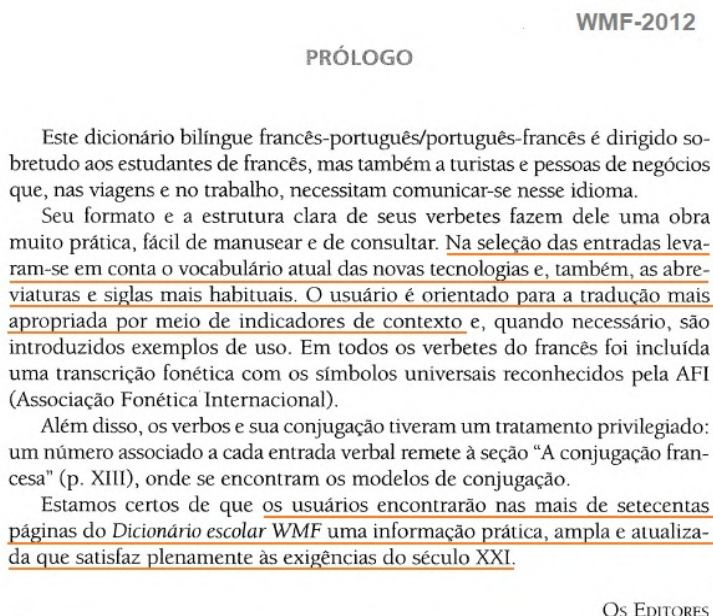 WMF-2012
PRÓLOGO
Este dicionário bilíngue francês-português/português-francês é dirigido so-
bretudo aos estudantes de francês, mas também a turistas e pessoas de negócios
que, nas viagens e no trabalho, necessitam comunicar-se nesse idioma.
Seu formato e a estrutura clara de seus verbetes fazem dele uma obra
muito prática, fácil de manusear e de consultar. Na seleção das entradas leva-
ram-se em conta o vocabulário atual das novas tecnologias e, também, as abre-
viaturas e siglas mais habituais. O usuário é orientado para a tradução mais
apropriada por meio de indicadores de contexto e, quando necessário, são
introduzidos exemplos de uso. Em todos os verbetes do francês foi incluída
uma transcrição fonética com os símbolos universais reconhecidos pela AFI
(Associação Fonética Internacional).
Além disso, os verbos e sua conjugação tiveram um tratamento privilegiado:
um número associado a cada entrada verbal remete à seção “A conjugação fran-
cesa” (p. XIII), onde se encontram os modelos de conjugação.
Estamos certos de que os usuários encontrarão nas mais de setecentas
páginas do Dicionário escolar WMF uma informação prática, ampla e atualiza-
da que satisfaz plenamente às exigências do século XXI.
OS EDITORES